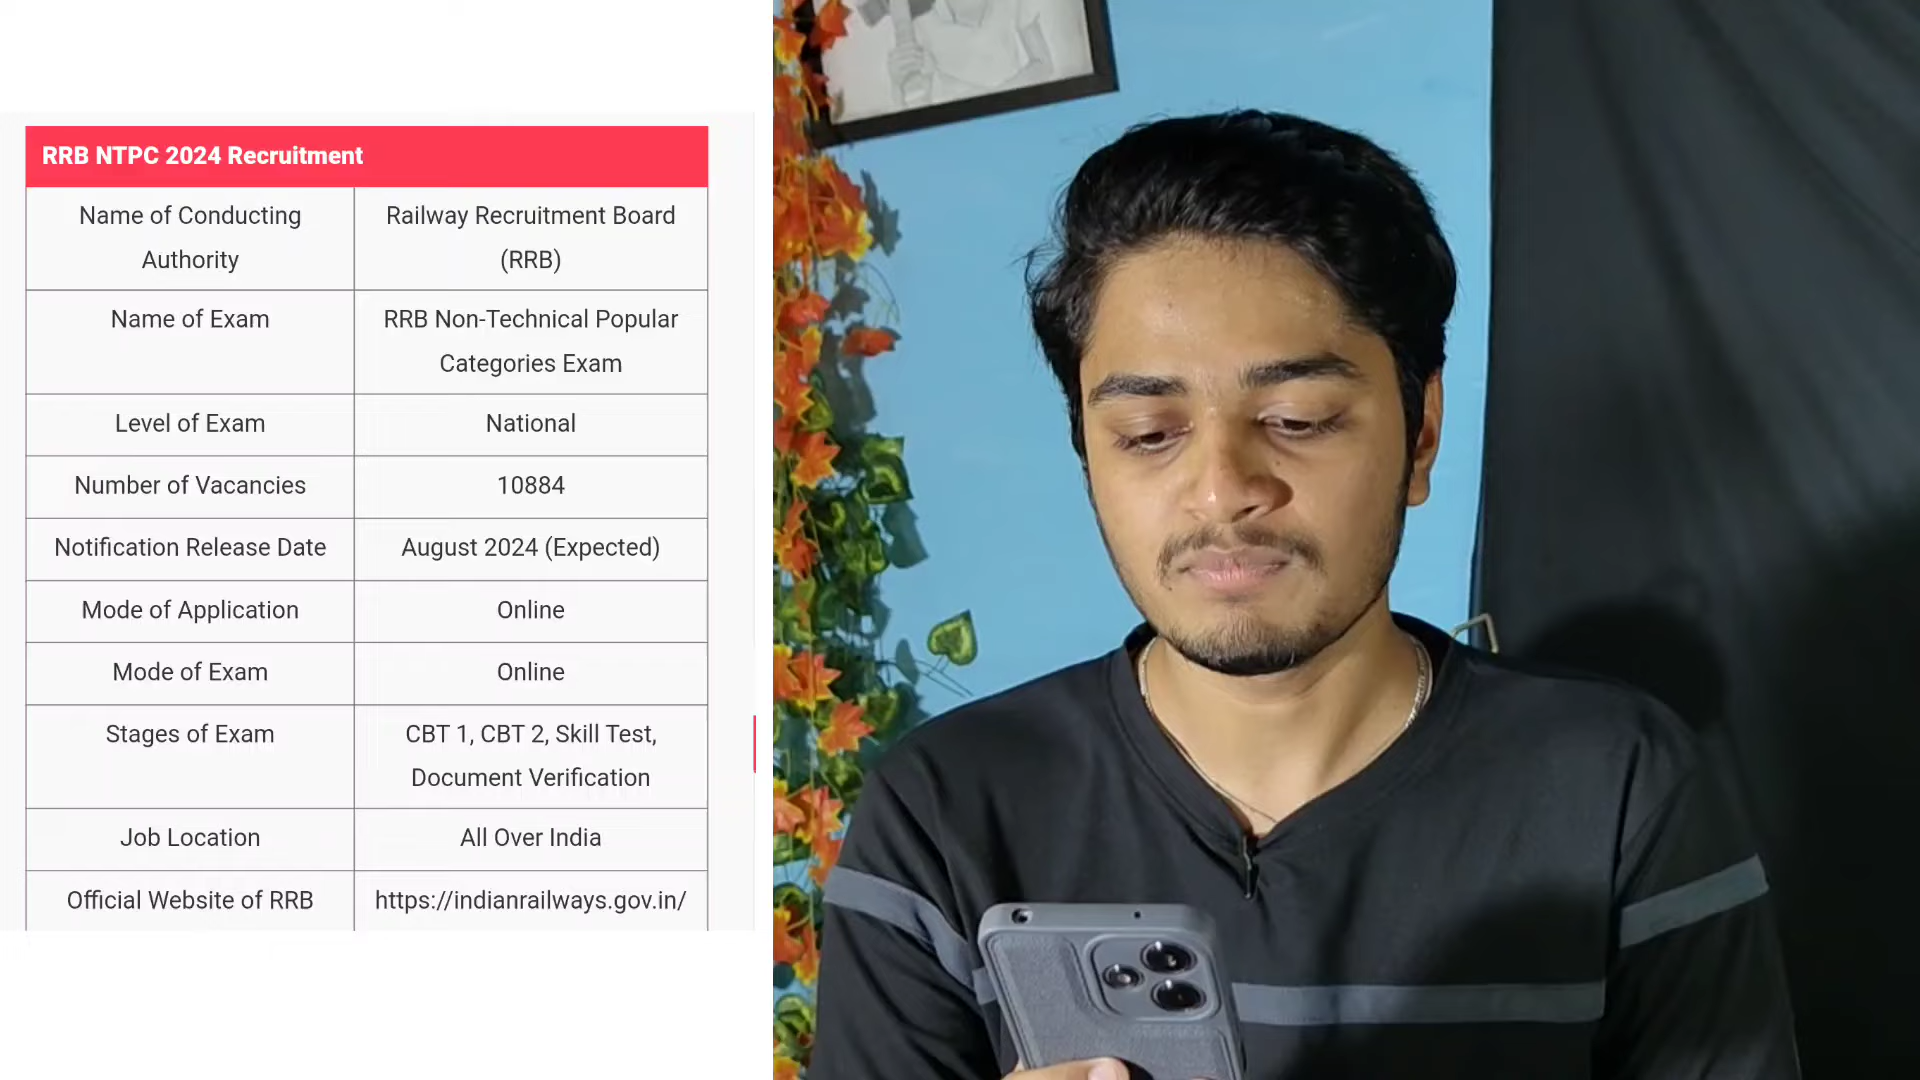 RRB NTPC 2024 Recruitment
Name of Conducting
Authority
Railway Recruitment Board
(RRB)
Name of Exam
RRB Non-Technical Popular
Categories Exam
Level of Exam
National
Number of Vacancies
10884
Notification Release Date
August 2024 (Expected)
Mode of Application
Online
Mode of Exam
Online
Stages of Exam
CBT 1, CBT 2, Skill Test,
Document Verification
Job Location
All Over India
Official Website of RRB
https://indianrailways.gov.in/